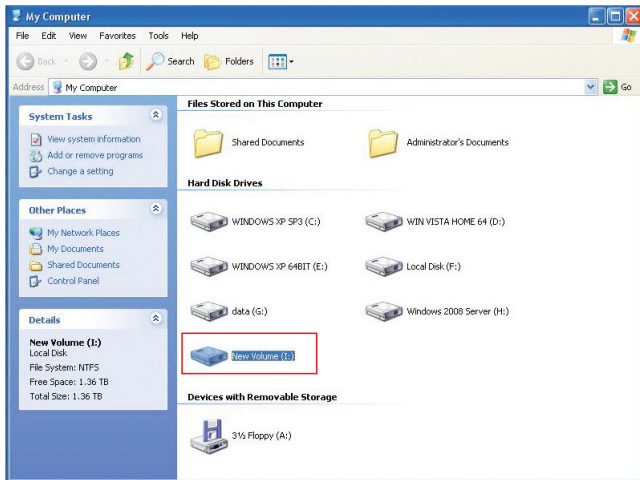 My Computer
File Edit View Favorites Tools Help
Back Search Folders
Address My Computer Go
System Tasks
View system information
Add or remove programs
Change a setting
Other Places
My Network Places
My Documents
Shared Documents
Control Panel
Details
New Volume (I:)
Local Disk
File System: NTFS
Free Space: 1.36 TB
Total Size: 1.36 TB
Files Stored on This Computer
Shared Documents Administrator's Documents
Hard Disk Drives
WINDOWS XP SP3 (C:) WIN VISTA HOME 64 (D:)
WINDOWS XP 64BIT (E:) Local Disk (F:)
data (G:) Windows 2008 Server (H:)
New Volume (I:)
Devices with Removable Storage
3½ Floppy (A:)